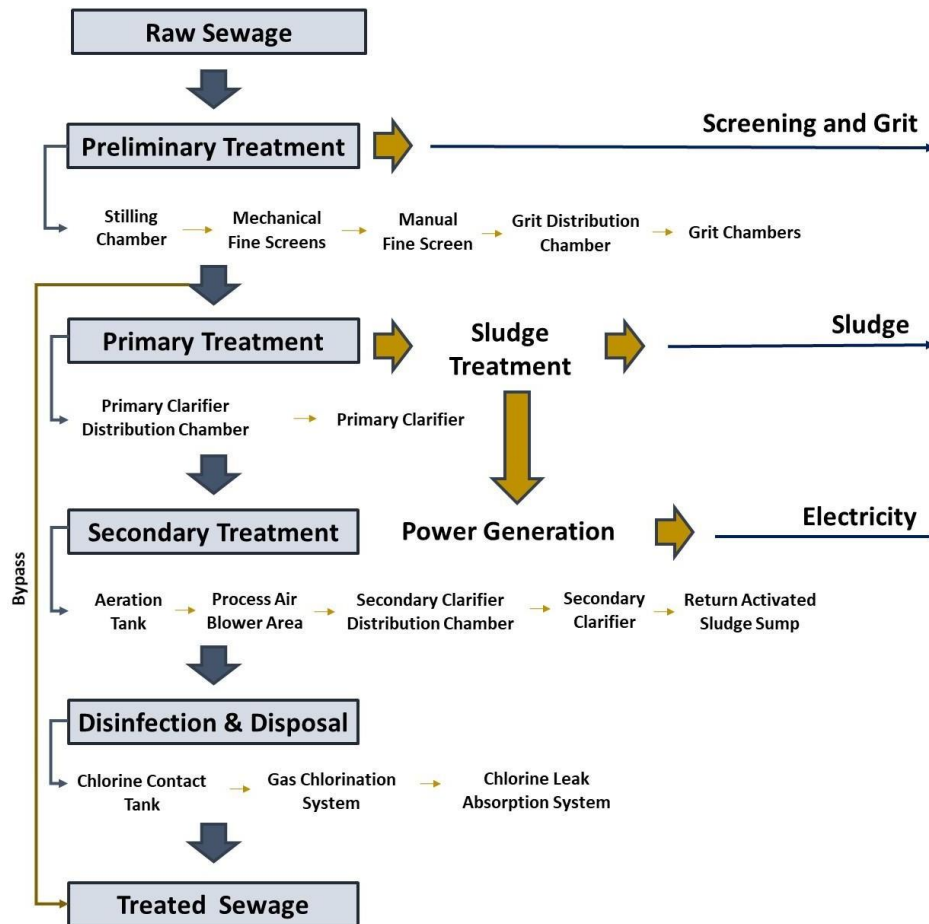 Raw Sewage
Preliminary Treatment
Screening and Grit
Stilling
Chamber
Mechanical
Fine Screens
Manual
Fine Screen
Grit Distribution
Chamber
Grit Chambers
Primary Treatment
Sludge
Treatment
Sludge
Primary Clarifier
Distribution Chamber
Primary Clarifier
Secondary Treatment
Power Generation
Electricity
Bypass
Aeration
Tank
Process Air
Blower Area
Secondary Clarifier
Distribution Chamber
Secondary
Clarifier
Return Activated
Sludge Sump
Disinfection & Disposal
Chlorine Contact
Tank
Gas Chlorination
System
Chlorine Leak
Absorption System
Treated Sewage